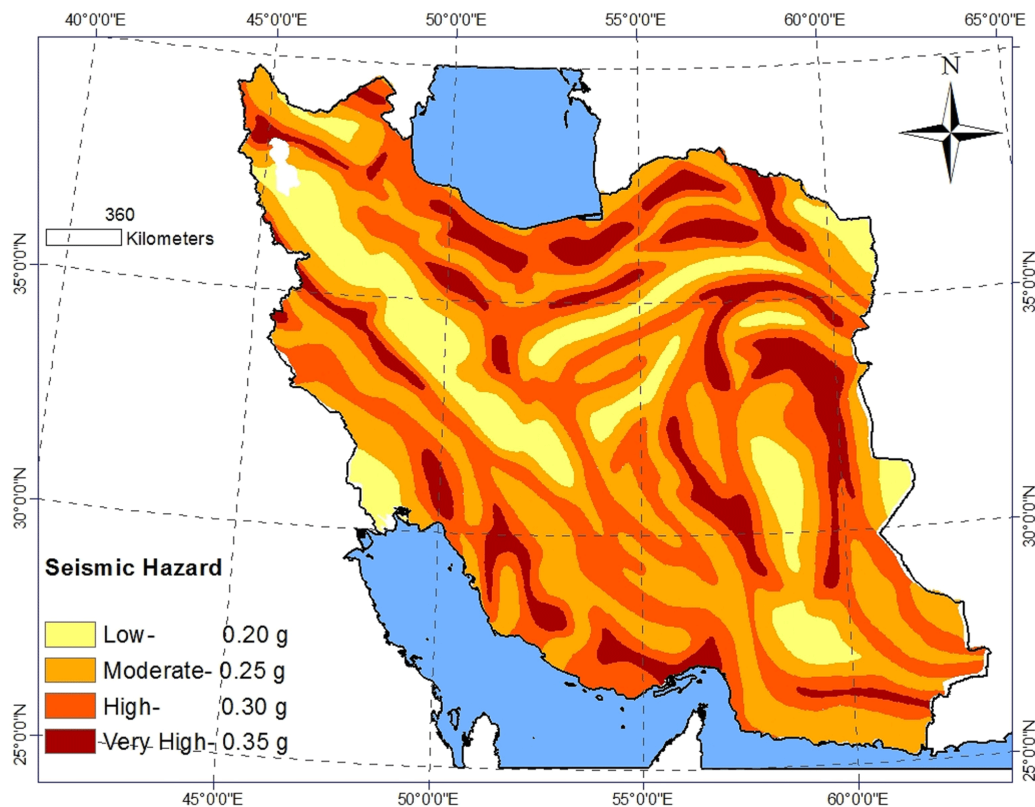 40°0'0"E 45°0'0"E 50°0'0"E 55°0'0"E 60°0'0"E 65°0'0"E
N
360
Kilometers
35°0'0"N 35°0'0"N
30°0'0"N 30°0'0"N
Seismic Hazard
Low- 0.20 g
Moderate- 0.25 g
High- 0.30 g
Very High- 0.35 g
25°0'0"N 25°0'0"N
45°0'0"E 50°0'0"E 55°0'0"E 60°0'0"E